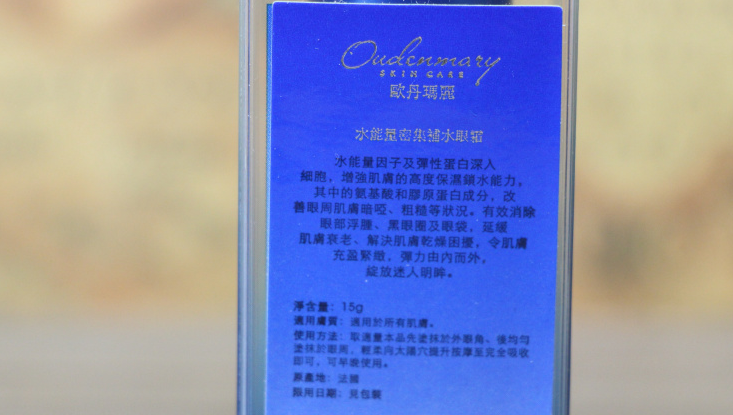 Oudenmary
SKIN CARE
歐丹瑪麗
水能量密集補水眼霜
水能量因子及彈性蛋白深入
細胞，增強肌膚的高度保濕鎖水能力，
其中的氨基酸和膠原蛋白成分，改
善眼周肌膚暗啞、粗糙等狀況。有效消除
眼部浮腫、黑眼圈及眼袋，延緩
肌膚衰老、解決肌膚乾燥困擾，令肌膚
充盈緊緻，彈力由內而外，
綻放迷人明眸。
淨含量：15g
適用膚質：適用於所有肌膚。
使用方法：取適量本品先塗抹於外眼角、後均勻
塗抹於眼周，輕柔向太陽穴提升按摩至完全吸收
即可，可早晚使用。
原產地：法國
限用日期：見包裝